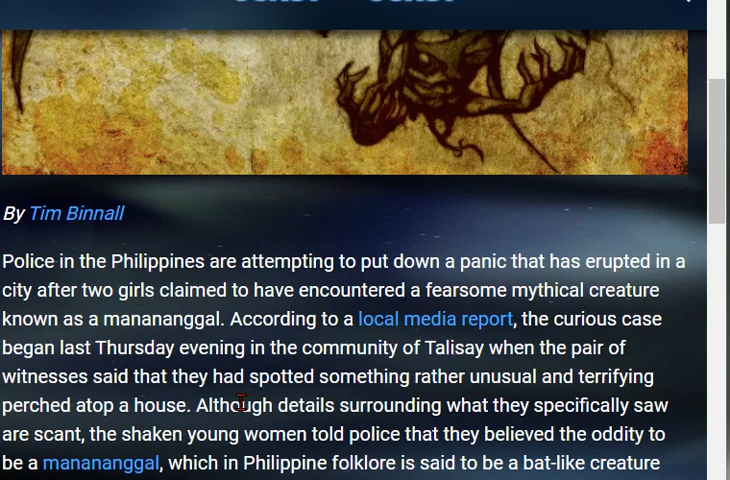 By Tim Binnall
Police in the Philippines are attempting to put down a panic that has erupted in a
city after two girls claimed to have encountered a fearsome mythical creature
known as a manananggal. According to a local media report, the curious case
began last Thursday evening in the community of Talisay when the pair of
witnesses said that they had spotted something rather unusual and terrifying
perched atop a house. Although details surrounding what they specifically saw
are scant, the shaken young women told police that they believed the oddity to
be a manananggal, which in Philippine folklore is said to be a bat-like creature